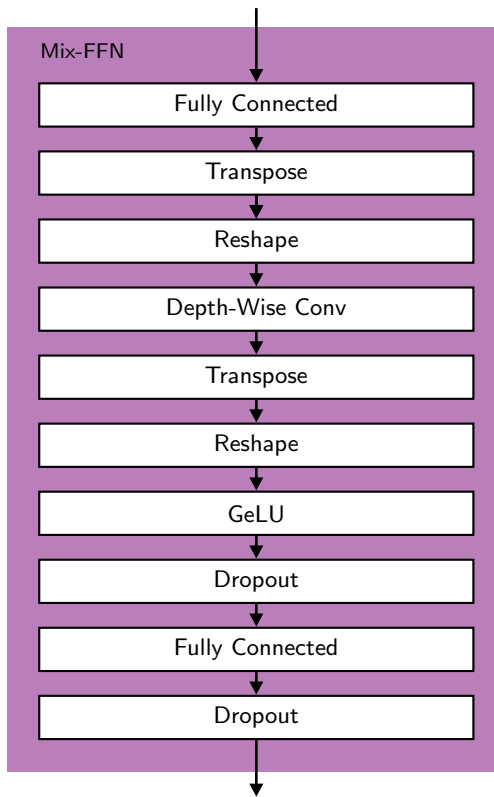 Mix-FFN
Fully Connected
Transpose
Reshape
Depth-Wise Conv
Transpose
Reshape
GeLU
Dropout
Fully Connected
Dropout